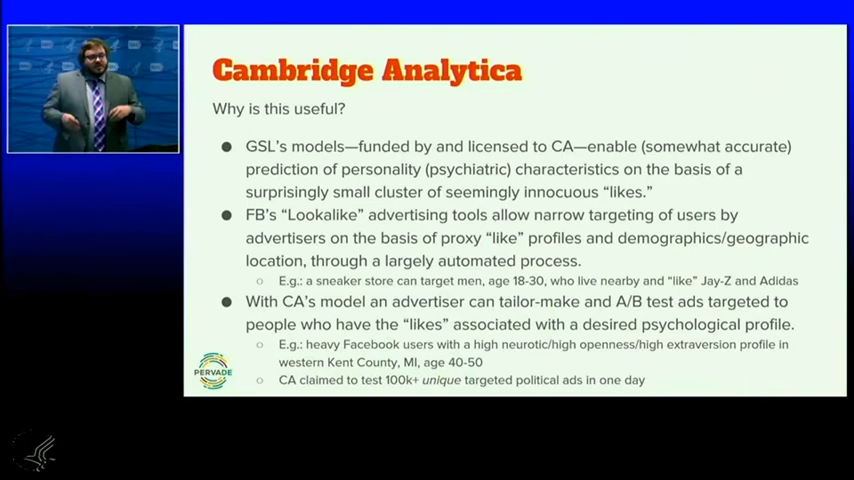 Cambridge Analytica
Why is this useful?
● GSL's models—funded by and licensed to CA—enable (somewhat accurate)
prediction of personality (psychiatric) characteristics on the basis of a
surprisingly small cluster of seemingly innocuous “likes.”
● FB's “Lookalike” advertising tools allow narrow targeting of users by
advertisers on the basis of proxy “like” profiles and demographics/geographic
location, through a largely automated process.
○ E.g.: a sneaker store can target men, age 18-30, who live nearby and “like” Jay-Z and Adidas
● With CA's model an advertiser can tailor-make and A/B test ads targeted to
people who have the “likes” associated with a desired psychological profile.
○ E.g.: heavy Facebook users with a high neurotic/high openness/high extraversion profile in
western Kent County, MI, age 40-50
○ CA claimed to test 100k+ unique targeted political ads in one day
PERVADE